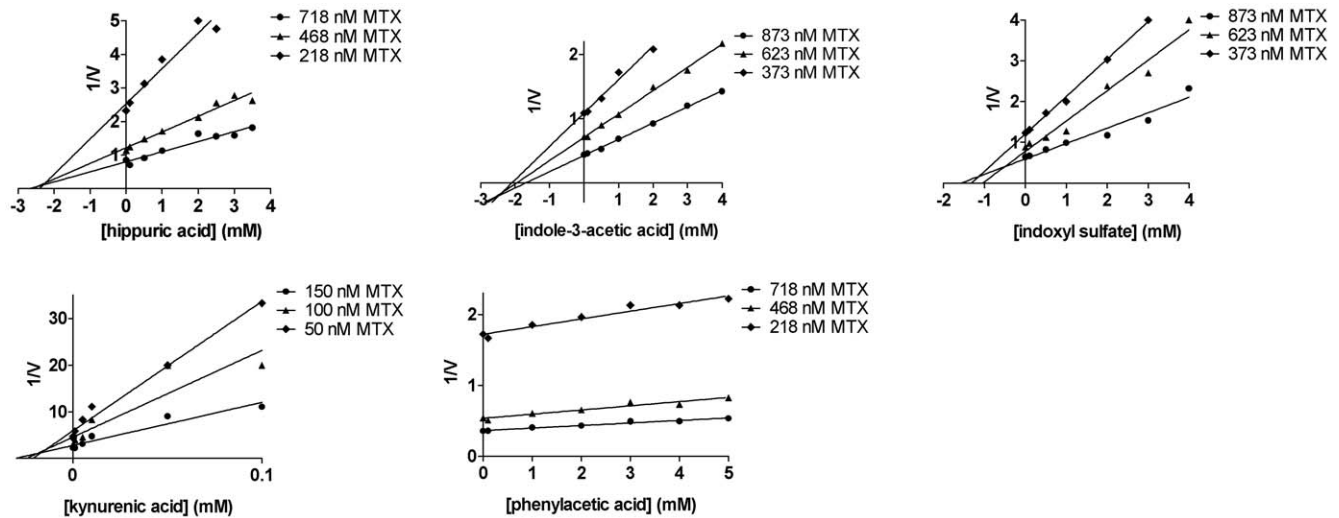 718 nM MTX
468 nM MTX
218 nM MTX
5
4
3
2
1
1/V
-3 -2 -1 0 1 2 3 4
[hippuric acid] (mM)
873 nM MTX
623 nM MTX
373 nM MTX
2
1
1/V
-3 -2 -1 0 1 2 3 4
[indole-3-acetic acid] (mM)
873 nM MTX
623 nM MTX
373 nM MTX
4
3
2
1
1/V
-2 -1 0 1 2 3 4
[indoxyl sulfate] (mM)
150 nM MTX
100 nM MTX
50 nM MTX
30
20
10
1/V
0 0.1
[kynurenic acid] (mM)
718 nM MTX
468 nM MTX
218 nM MTX
2
1
0
1/V
0 1 2 3 4 5
[phenylacetic acid] (mM)